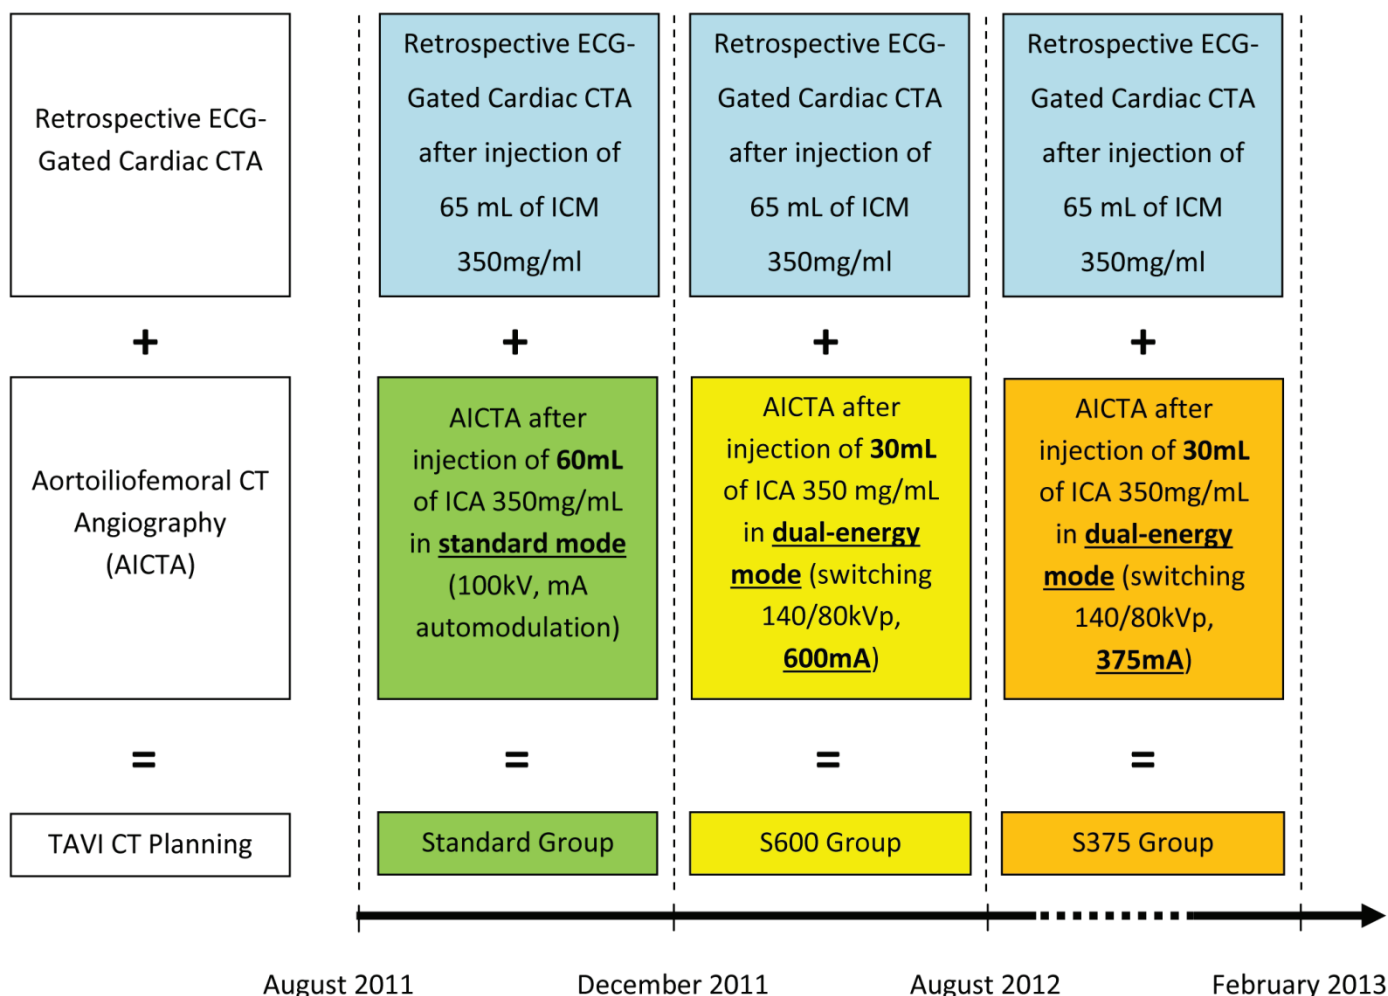 Retrospective ECG-
Gated Cardiac CTA
+
Aortoiliofemoral CT
Angiography
(AICTA)
=
TAVI CT Planning
Retrospective ECG-
Gated Cardiac CTA
after injection of
65 mL of ICM
350mg/ml
+
AICTA after
injection of 60mL
of ICA 350mg/mL
in standard mode
(100kV, mA
automodulation)
=
Standard Group
Retrospective ECG-
Gated Cardiac CTA
after injection of
65 mL of ICM
350mg/ml
+
AICTA after
injection of 30mL
of ICA 350 mg/mL
in dual-energy
mode (switching
140/80kVp,
600mA)
=
S600 Group
Retrospective ECG-
Gated Cardiac CTA
after injection of
65 mL of ICM
350mg/ml
+
AICTA after
injection of 30mL
of ICA 350mg/mL
in dual-energy
mode (switching
140/80kVp,
375mA)
=
S375 Group
August 2011
December 2011
August 2012
February 2013